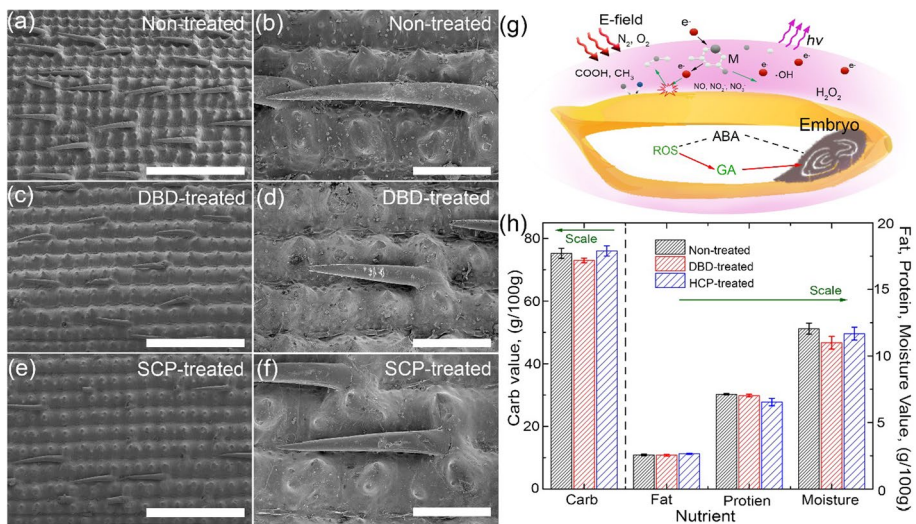 (a) Non-treated
(b) Non-treated
(c) DBD-treated
(d) DBD-treated
(e) SCP-treated
(f) SCP-treated
(g)
E-field
N₂, O₂
e⁻
M
hν
COOH, CH₃
e⁻
e⁻
e⁻
e⁻
·OH
NO, NO₂⁻, NO₃⁻
H₂O₂
Embryo
ABA
ROS
GA
(h)
Scale
Non-treated
DBD-treated
HCP-treated
Scale
Carb value, (g/100g)
80
60
40
20
0
Fat, Protein, Moisture Value, (g/100g)
20
15
10
5
0
Carb Fat Protien Moisture
Nutrient